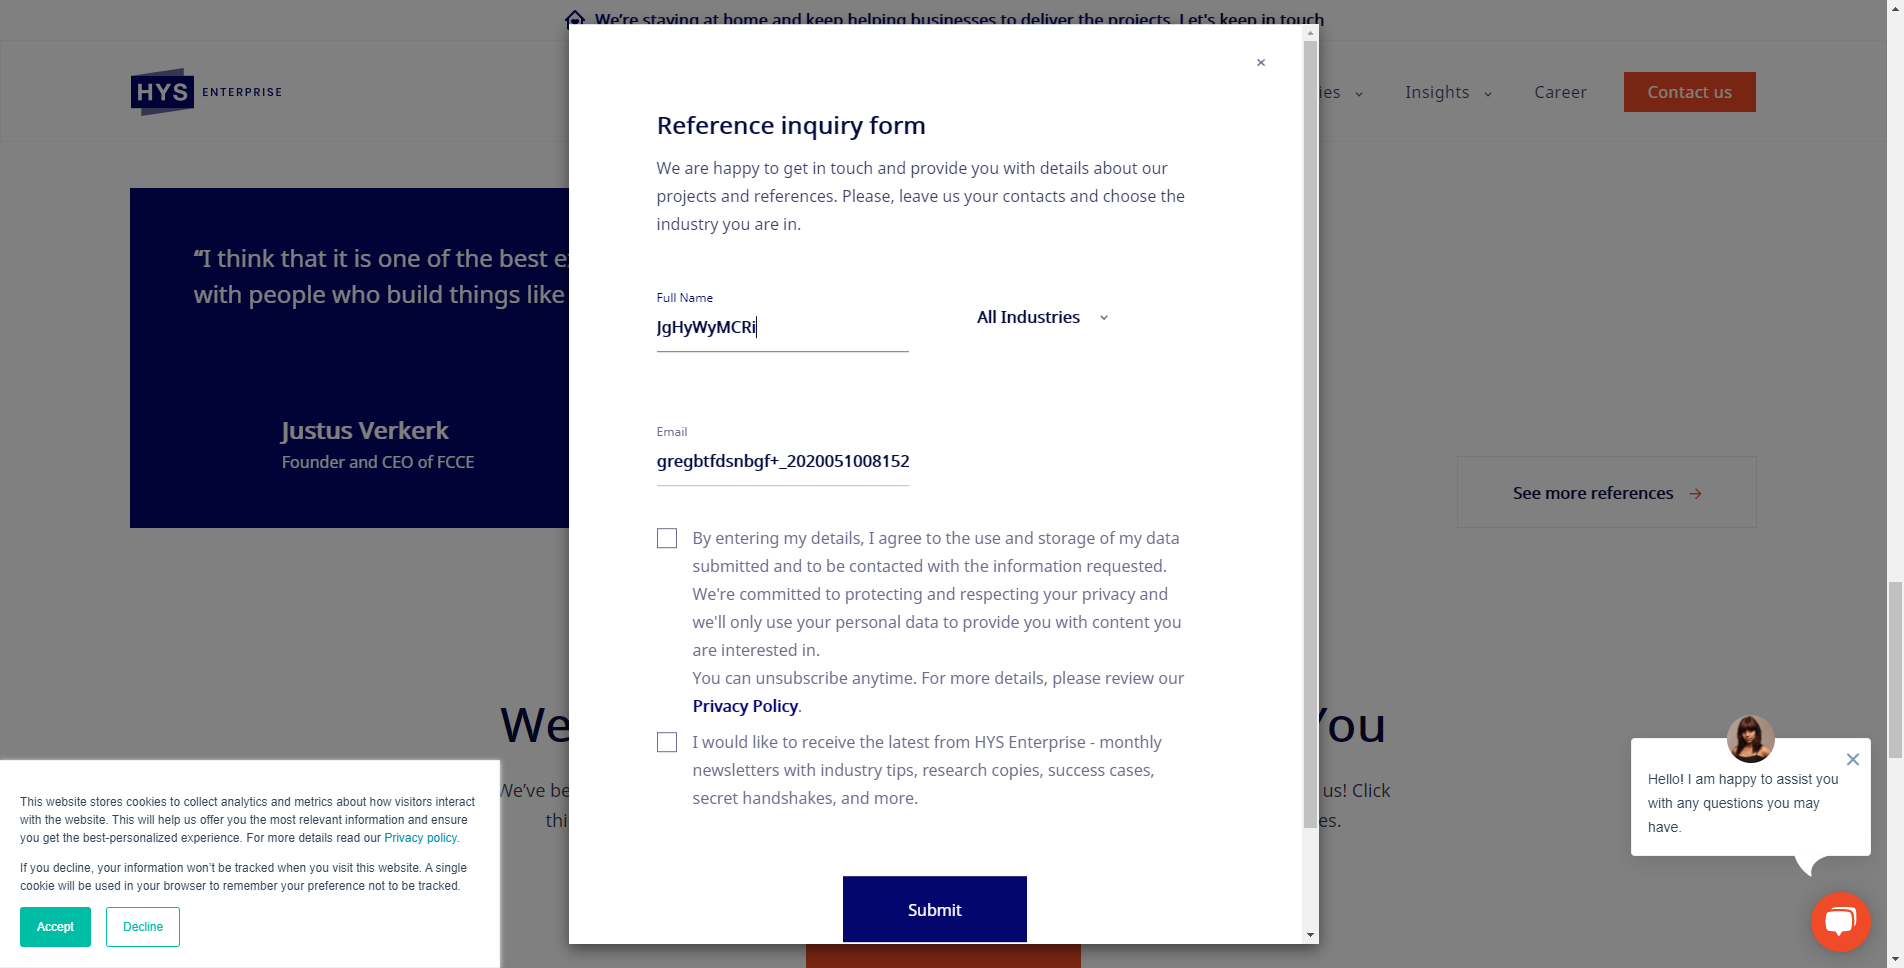 We're staying at home and keep helping businesses to deliver the projects. Let's keep in touch
HYS ENTERPRISE
Insights
Career
Contact us
×
Reference inquiry form
We are happy to get in touch and provide you with details about our
projects and references. Please, leave us your contacts and choose the
industry you are in.
“I think that it is one of the best
with people who build things like
Justus Verkerk
Founder and CEO of FCCE
Full Name
JgHyWyMCRi
All Industries
Email
gregbtfdsnbgf+_2020051008152
See more references
By entering my details, I agree to the use and storage of my data
submitted and to be contacted with the information requested.
We're committed to protecting and respecting your privacy and
we'll only use your personal data to provide you with content you
are interested in.
You can unsubscribe anytime. For more details, please review our
Privacy Policy.
I would like to receive the latest from HYS Enterprise - monthly
newsletters with industry tips, research copies, success cases,
secret handshakes, and more.
Submit
We
You
We've
us! Click
This website stores cookies to collect analytics and metrics about how visitors interact
with the website. This will help us offer you the most relevant information and ensure
you get the best-personalized experience. For more details read our Privacy policy.
If you decline, your information won't be tracked when you visit this website. A single
cookie will be used in your browser to remember your preference not to be tracked.
Accept
Decline
Hello! I am happy to assist you
with any questions you may
have.